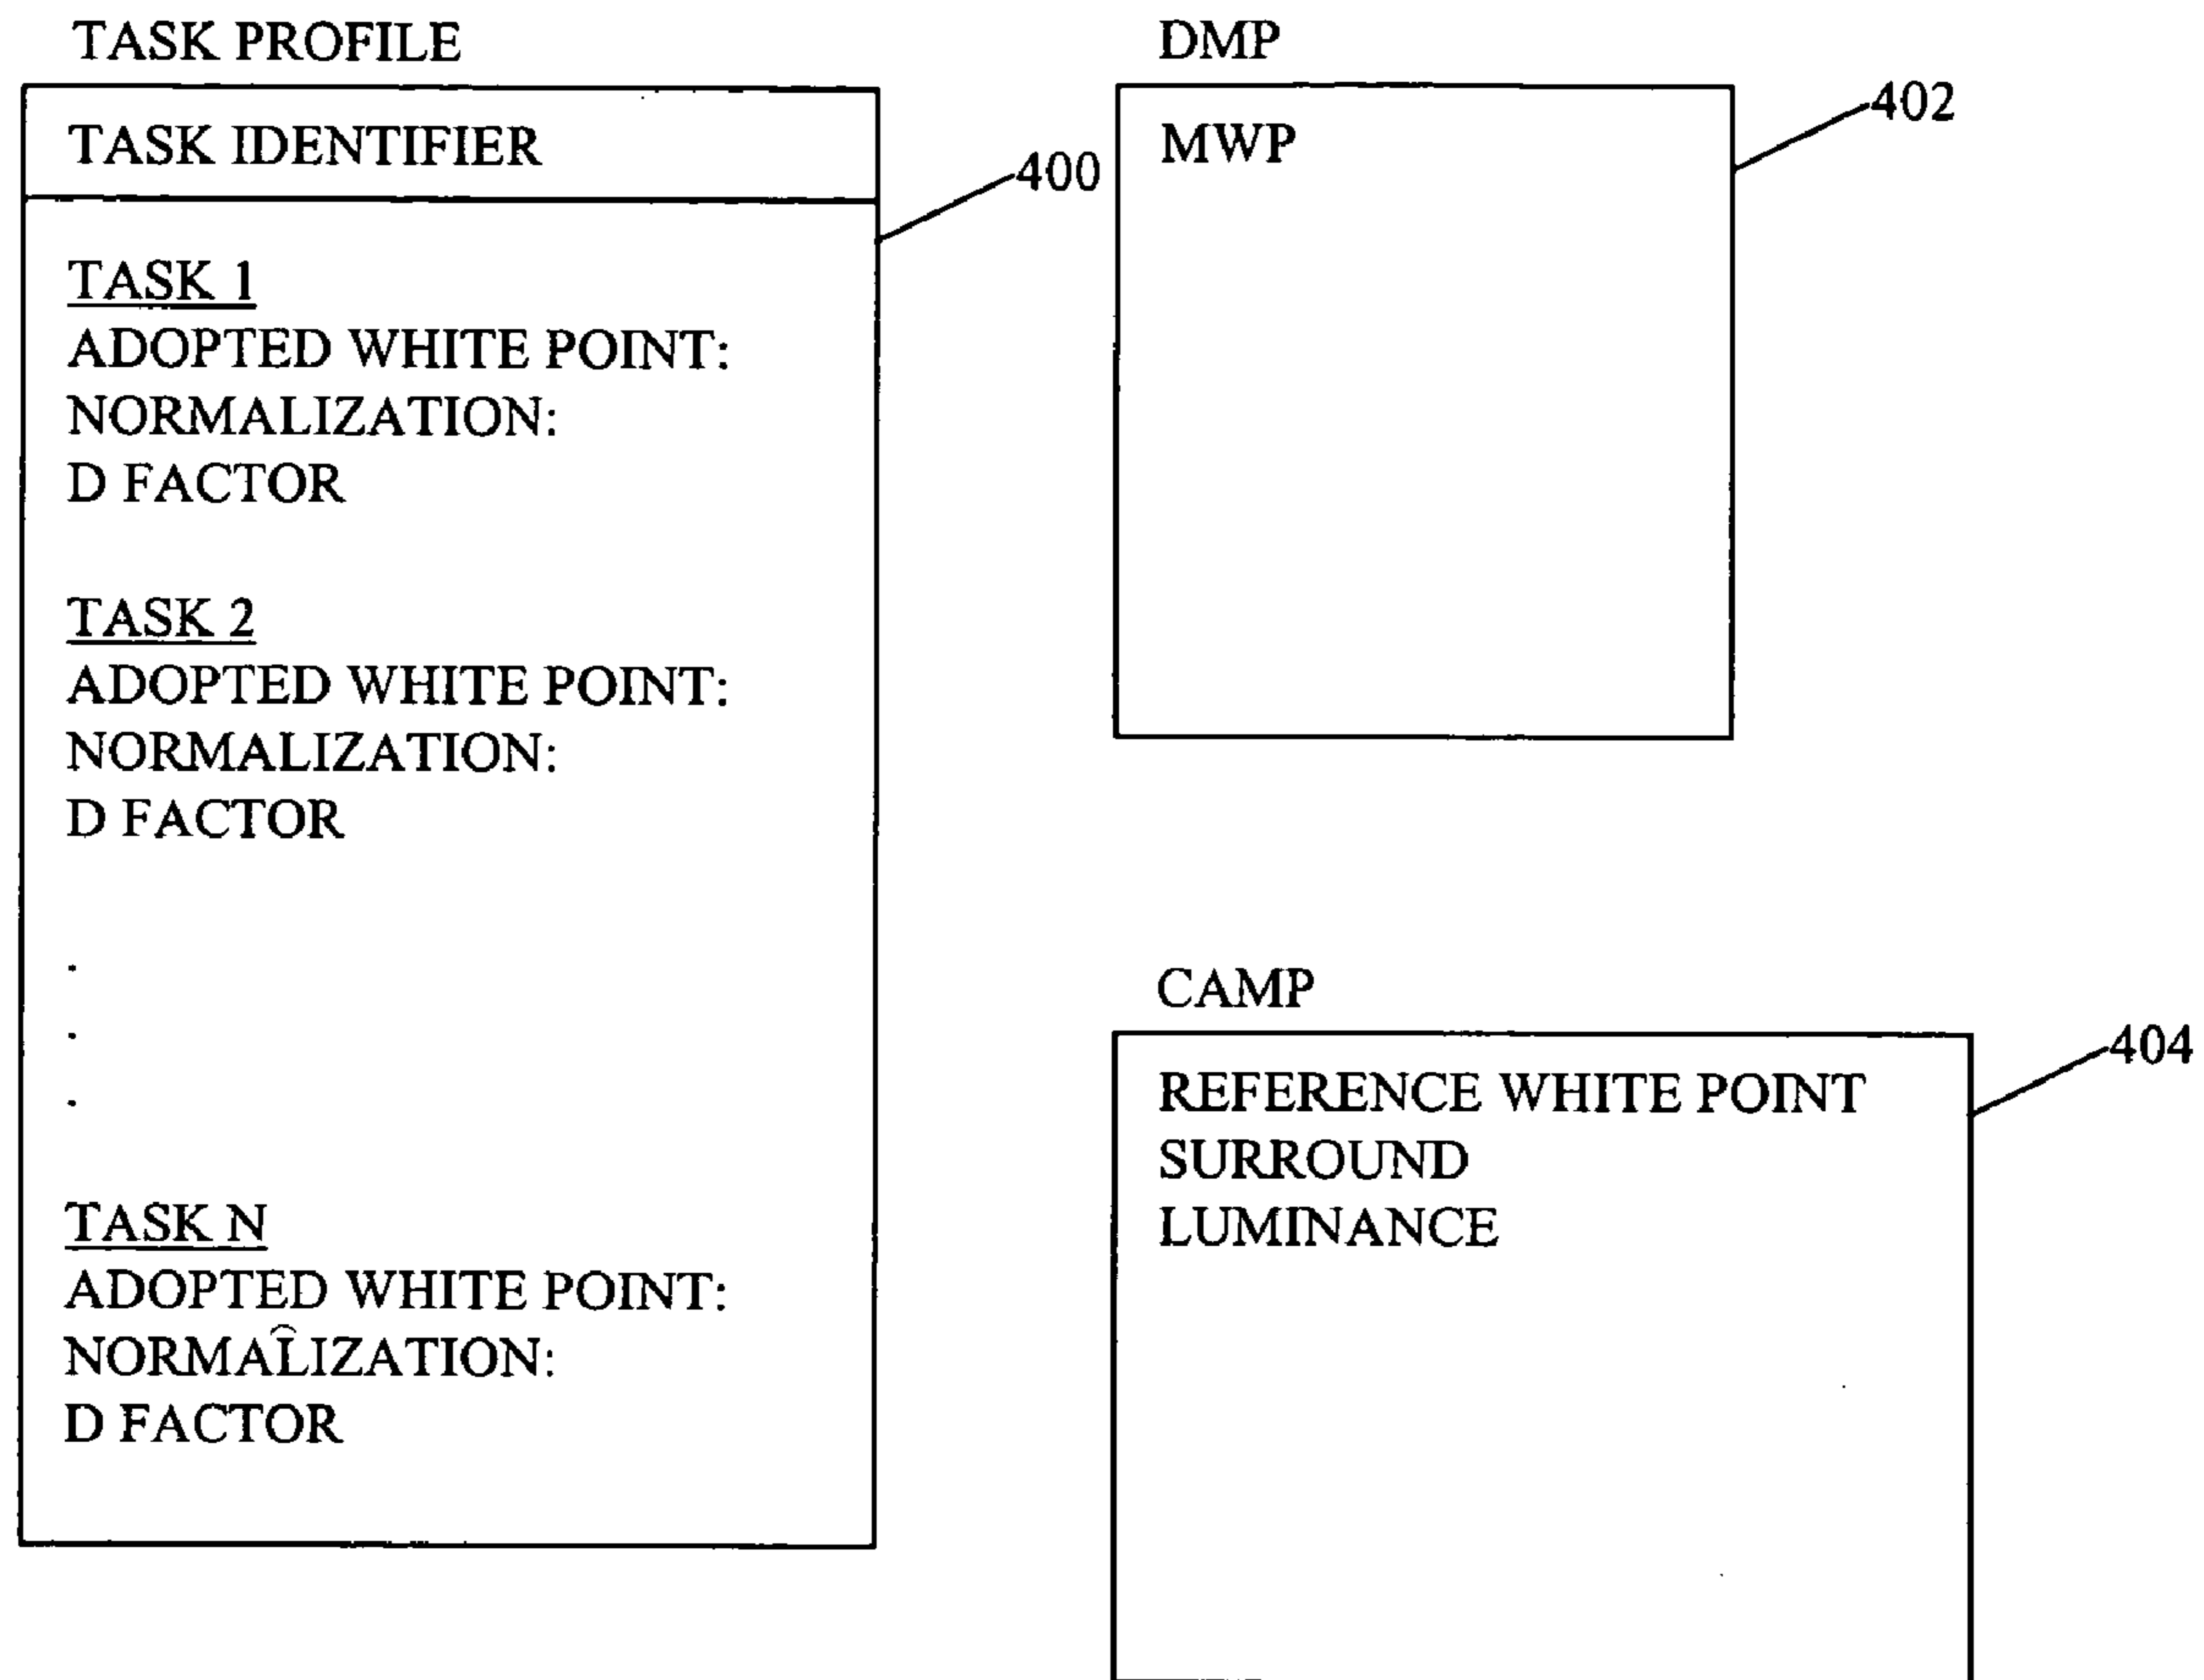 TASK PROFILE
TASK IDENTIFIER
400
TASK 1
ADOPTED WHITE POINT:
NORMALIZATION:
D FACTOR
TASK 2
ADOPTED WHITE POINT:
NORMALIZATION:
D FACTOR
.
.
.
TASK N
ADOPTED WHITE POINT:
NORMALIZATION:
D FACTOR
DMP
402
MWP
CAMP
404
REFERENCE WHITE POINT
SURROUND
LUMINANCE